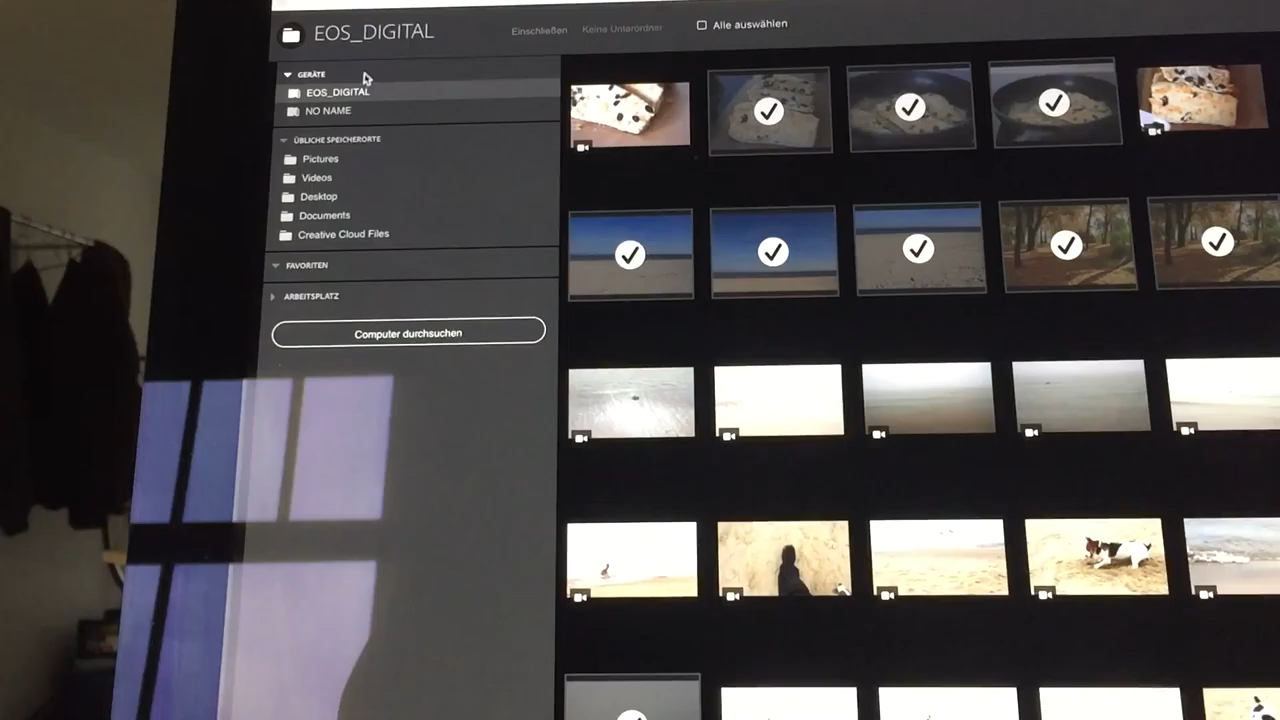 EOS_DIGITAL
Einschließen Keine Unterordner Alle auswählen
GERÄTE
EOS_DIGITAL
NO NAME
ÜBLICHE SPEICHERORTE
Pictures
Videos
Desktop
Documents
Creative Cloud Files
FAVORITEN
ARBEITSPLATZ
Computer durchsuchen